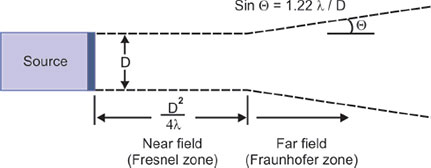 Sin Θ = 1.22 λ / D
Θ
Source
D
D²
4λ
Near field
(Fresnel zone)
Far field
(Fraunhofer zone)